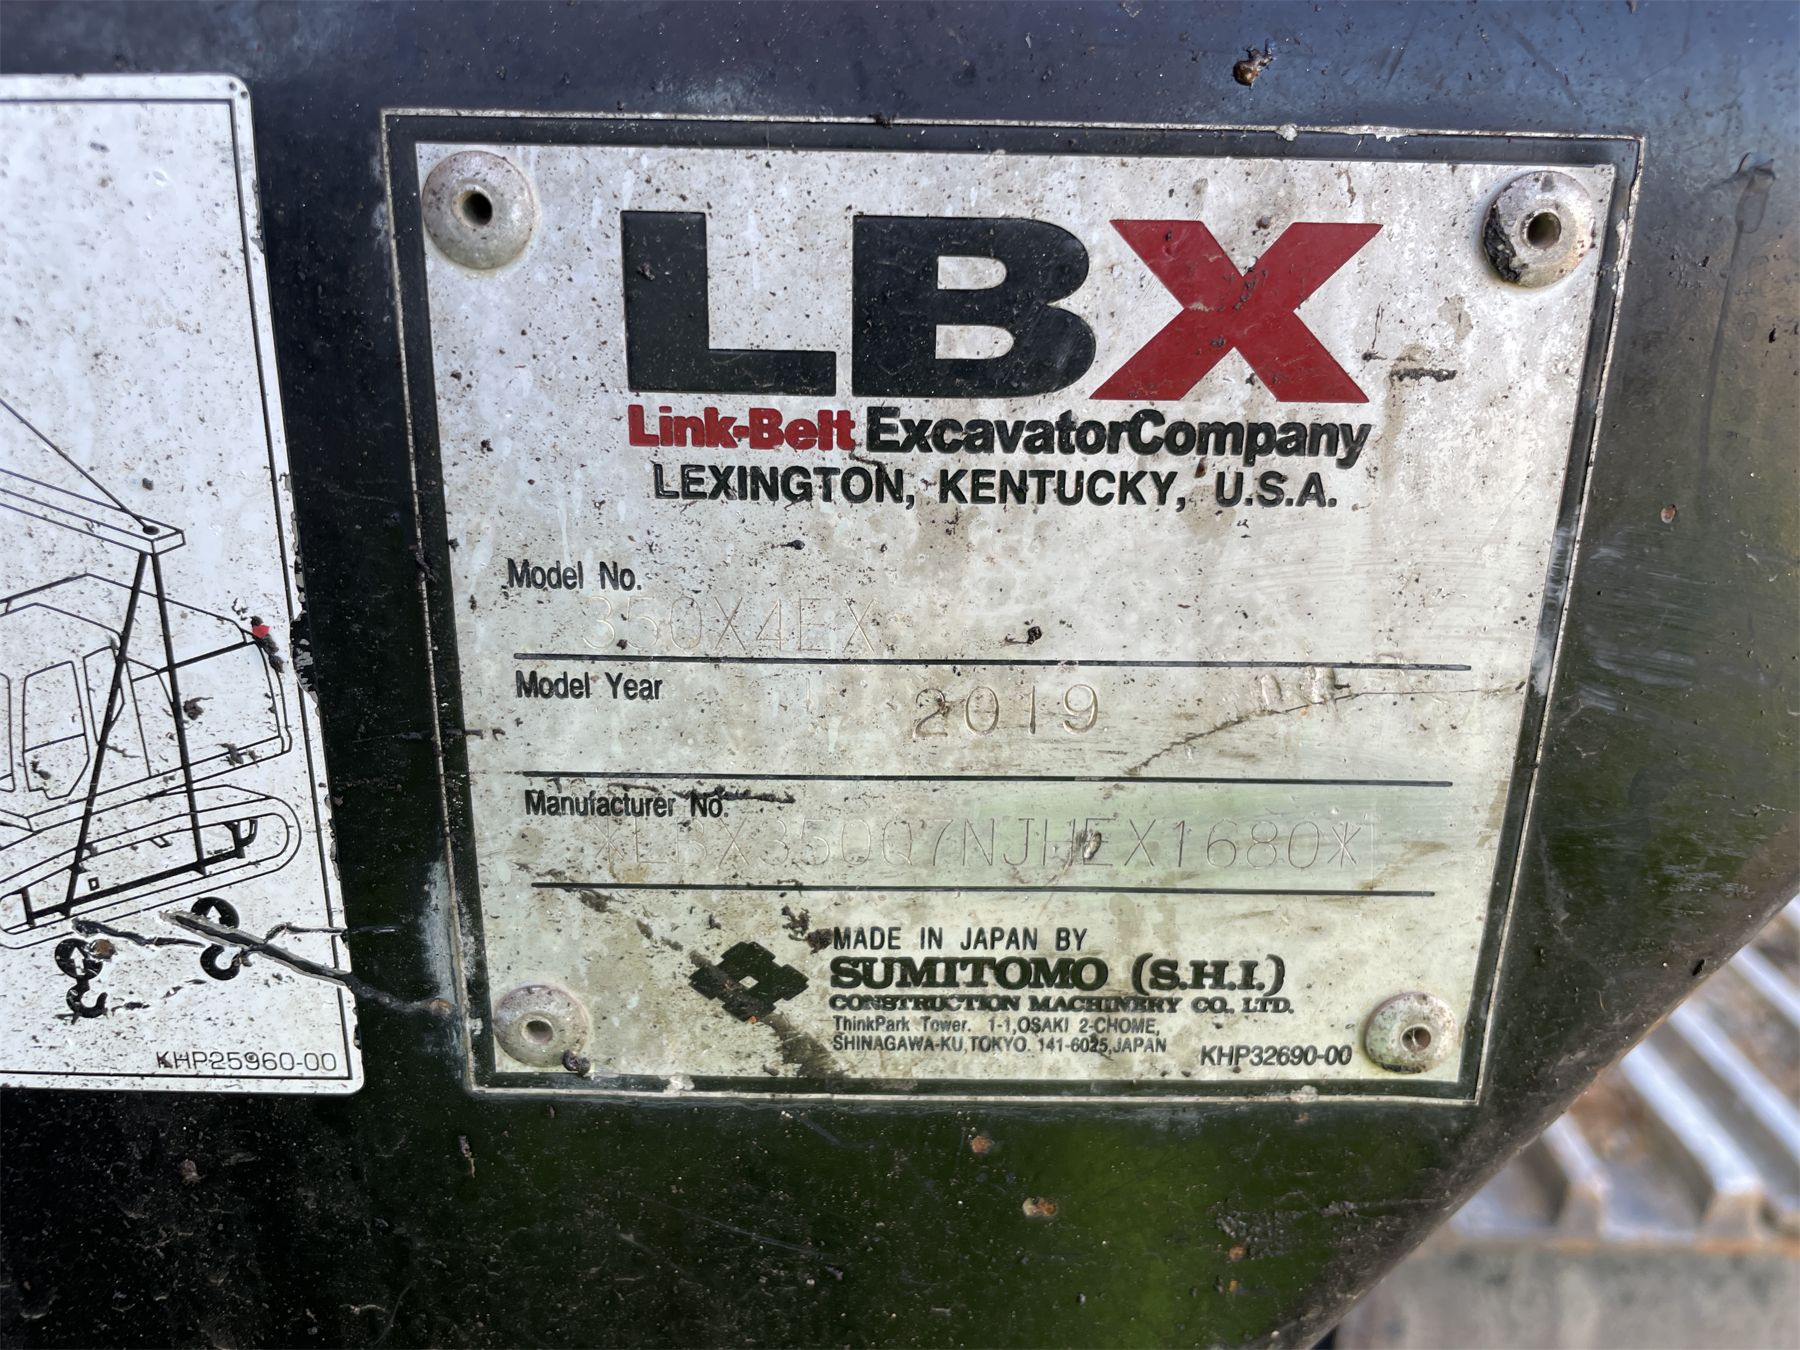 LBX
Link-Belt ExcavatorCompany
LEXINGTON, KENTUCKY, U.S.A.
Model No.
350X4EX
Model Year
2019
Manufacturer No.
*LBX350Q7NJHEX1680*
MADE IN JAPAN BY
SUMITOMO (S.H.I.)
CONSTRUCTION MACHINERY CO. LTD.
ThinkPark Tower. 1-1,OSAKI 2-CHOME,
SHINAGAWA-KU,TOKYO. 141-6025,JAPAN
KHP32690-00
KHP25960-00